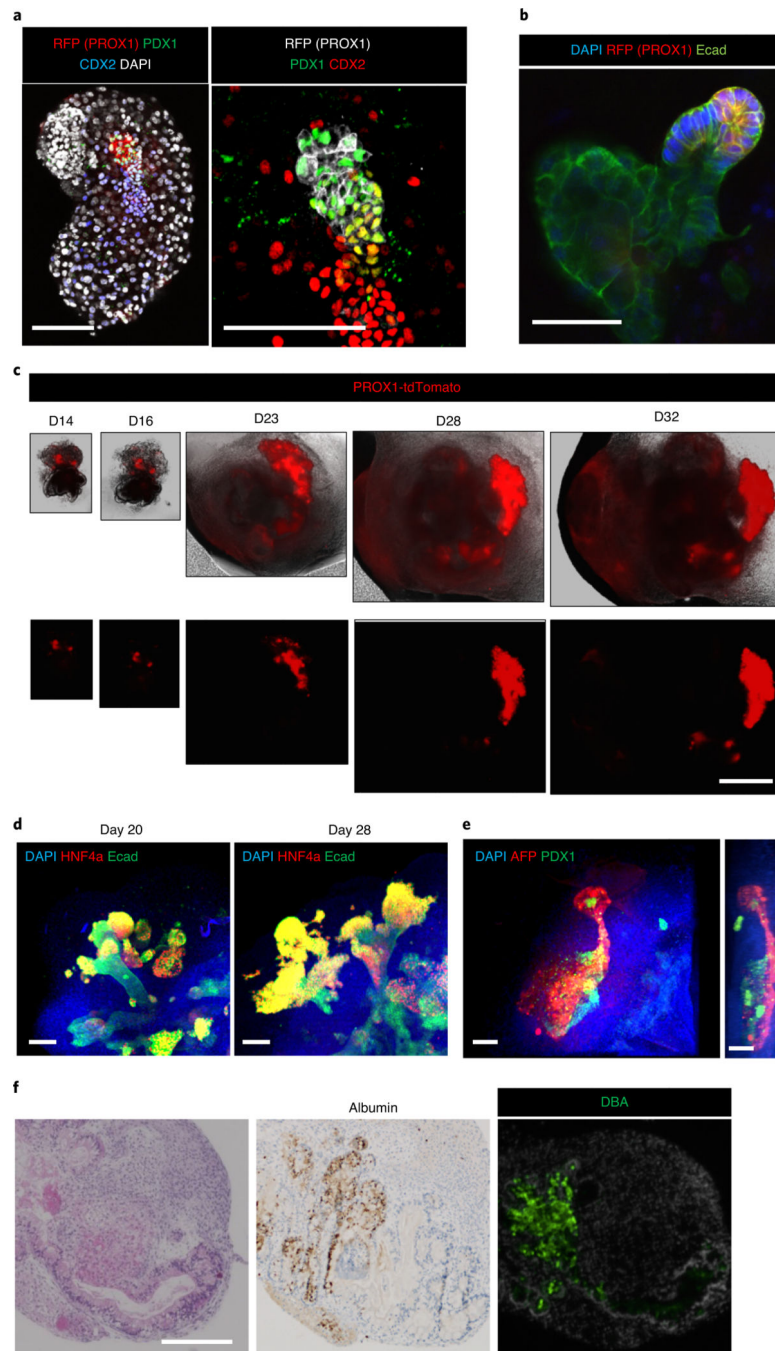 a
RFP (PROX1) PDX1
CDX2 DAPI
RFP (PROX1)
PDX1 CDX2
b
DAPI RFP (PROX1) Ecad
c
PROX1-tdTomato
D14
D16
D23
D28
D32
d
Day 20
Day 28
DAPI HNF4a Ecad
DAPI HNF4a Ecad
e
DAPI AFP PDX1
f
Albumin
DBA